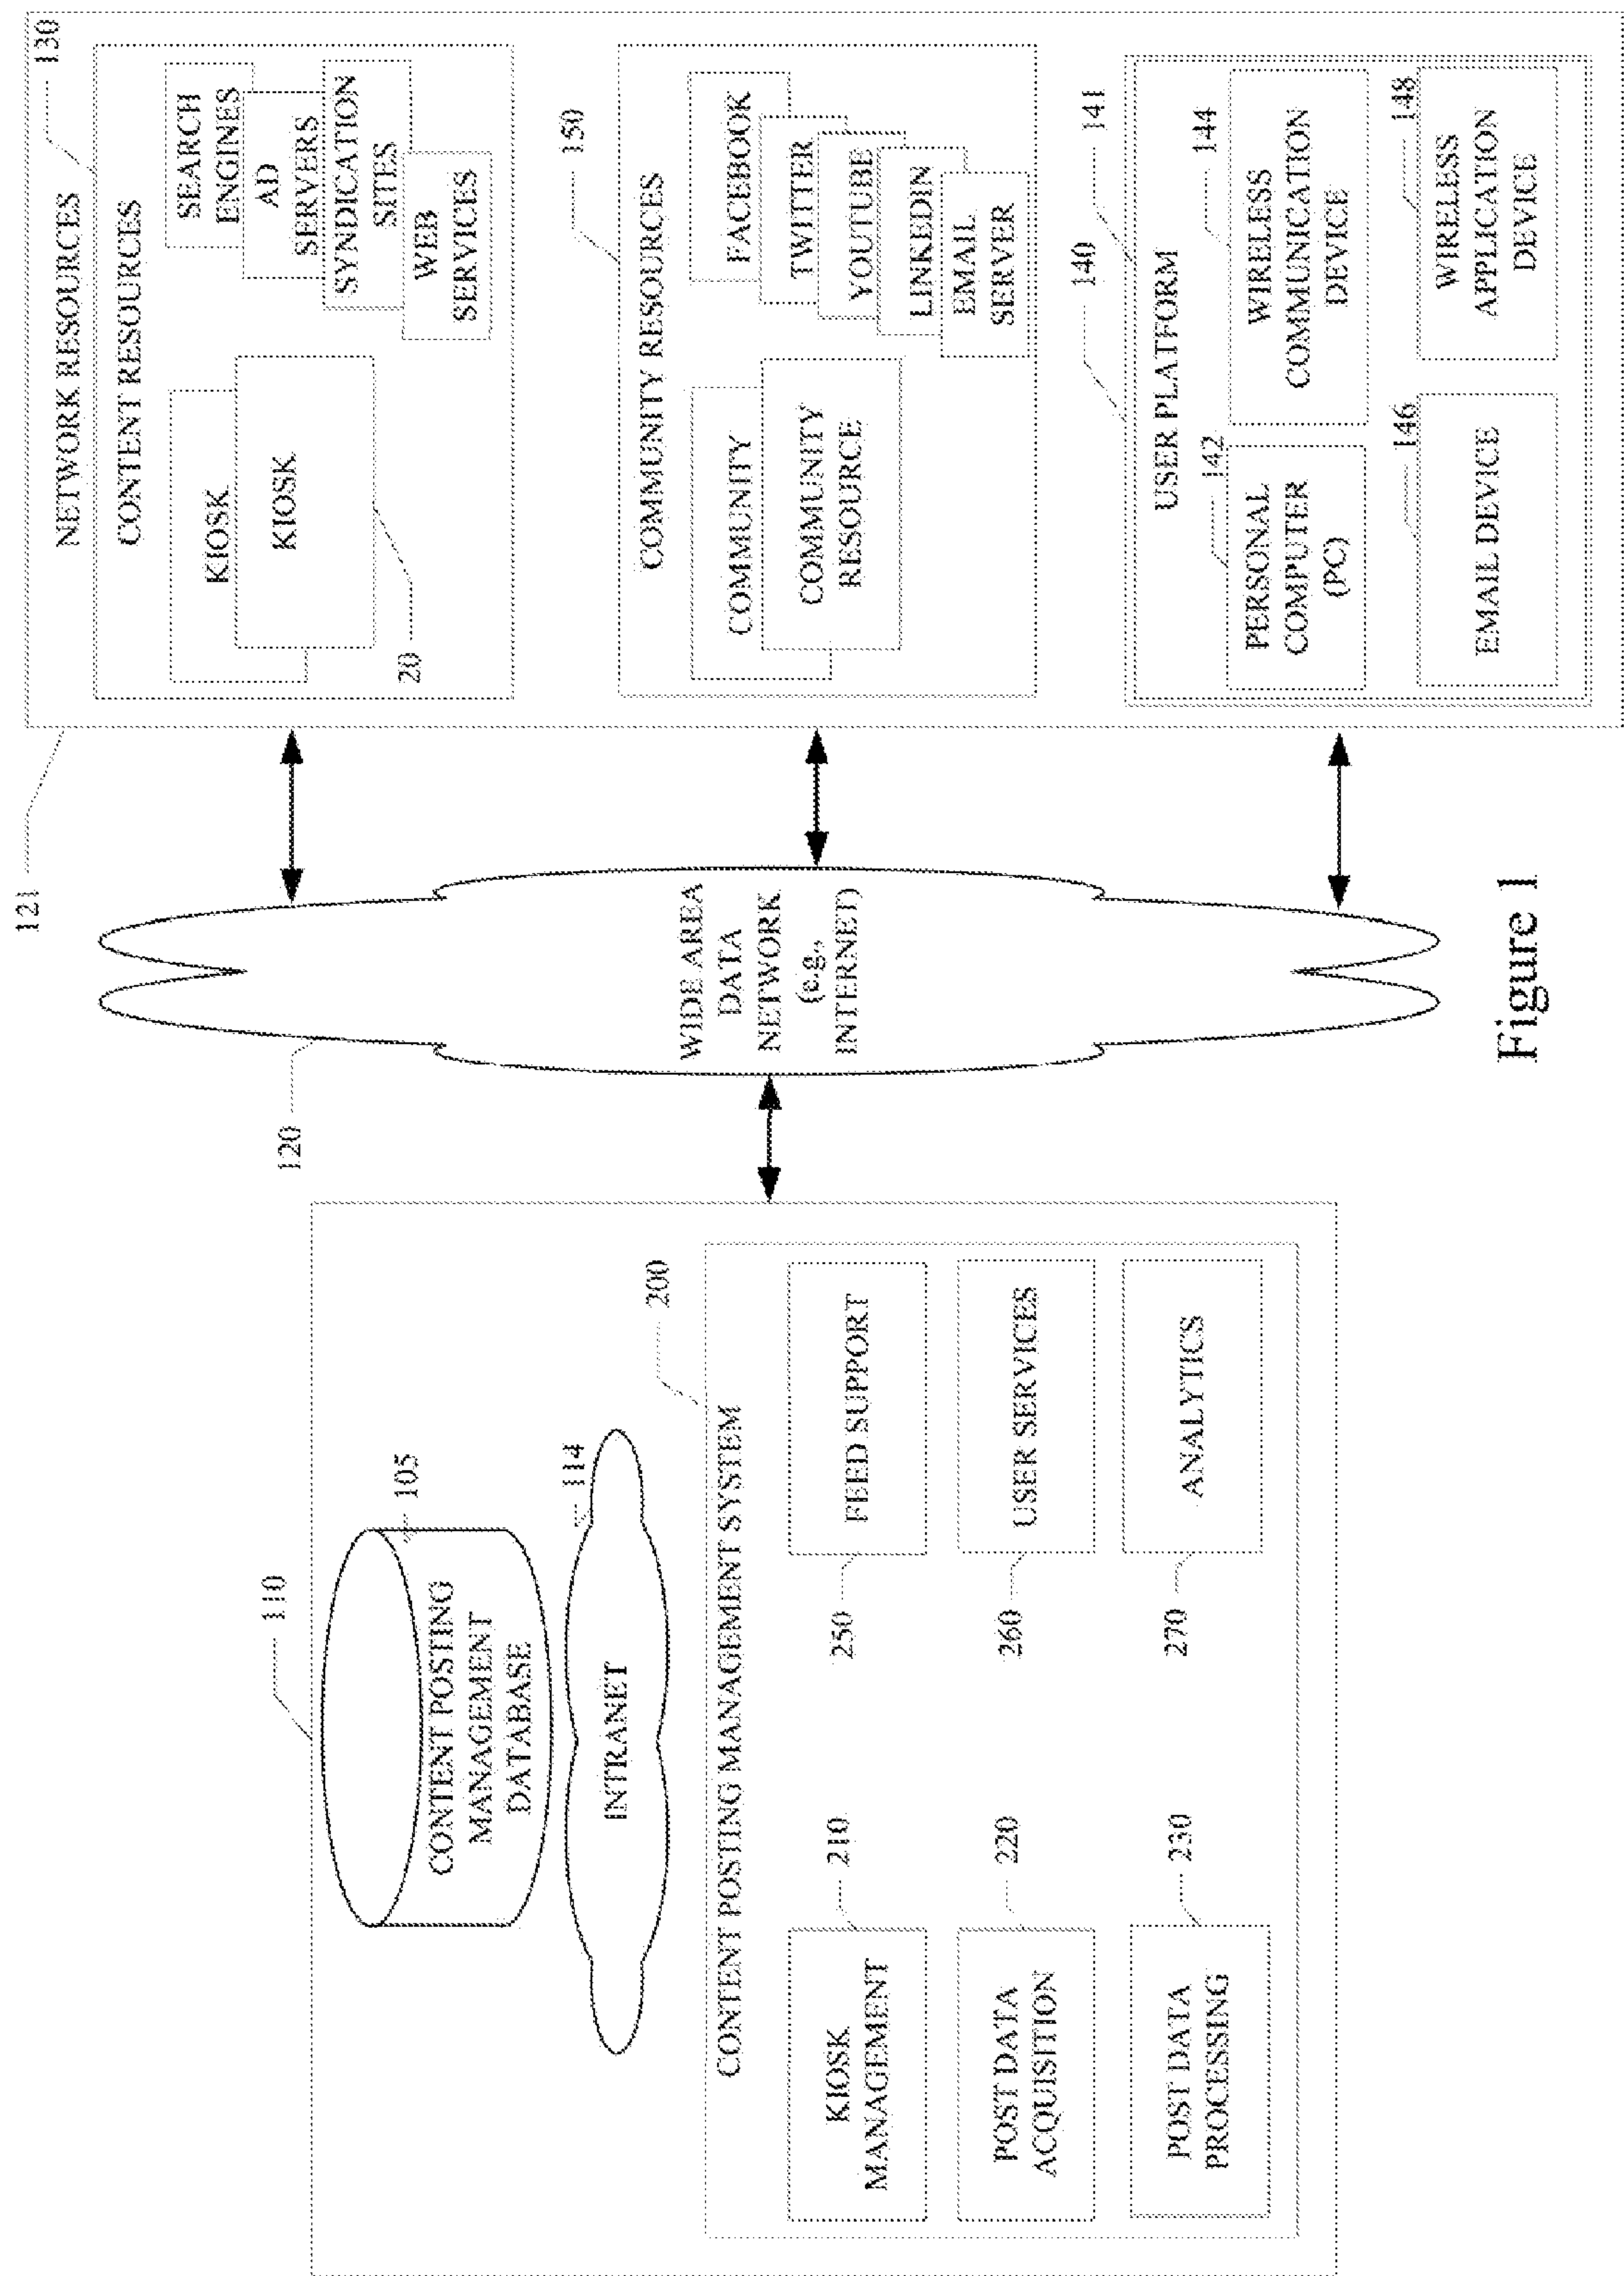 110
CONTENT POSTING
MANAGEMENT
DATABASE
105
INTRANET
114
200
CONTENT POSTING MANAGEMENT SYSTEM
KIOSK
MANAGEMENT
210
250
FEED SUPPORT
POST DATA
ACQUISITION
220
260
USER SERVICES
POST DATA
PROCESSING
230
270
ANALYTICS
120
WIDE AREA
DATA
NETWORK
(e.g.,
INTERNET)
121
NETWORK RESOURCES
130
CONTENT RESOURCES
KIOSK
KIOSK
20
SEARCH
ENGINES
AD
SERVERS
SYNDICATION
SITES
WEB
SERVICES
150
COMMUNITY RESOURCES
COMMUNITY
COMMUNITY
RESOURCE
FACEBOOK
TWITTER
YOUTUBE
LINKEDIN
EMAIL
SERVER
140
141
USER PLATFORM
142
PERSONAL
COMPUTER
(PC)
144
WIRELESS
COMMUNICATION
DEVICE
146
EMAIL DEVICE
148
WIRELESS
APPLICATION
DEVICE
Figure 1